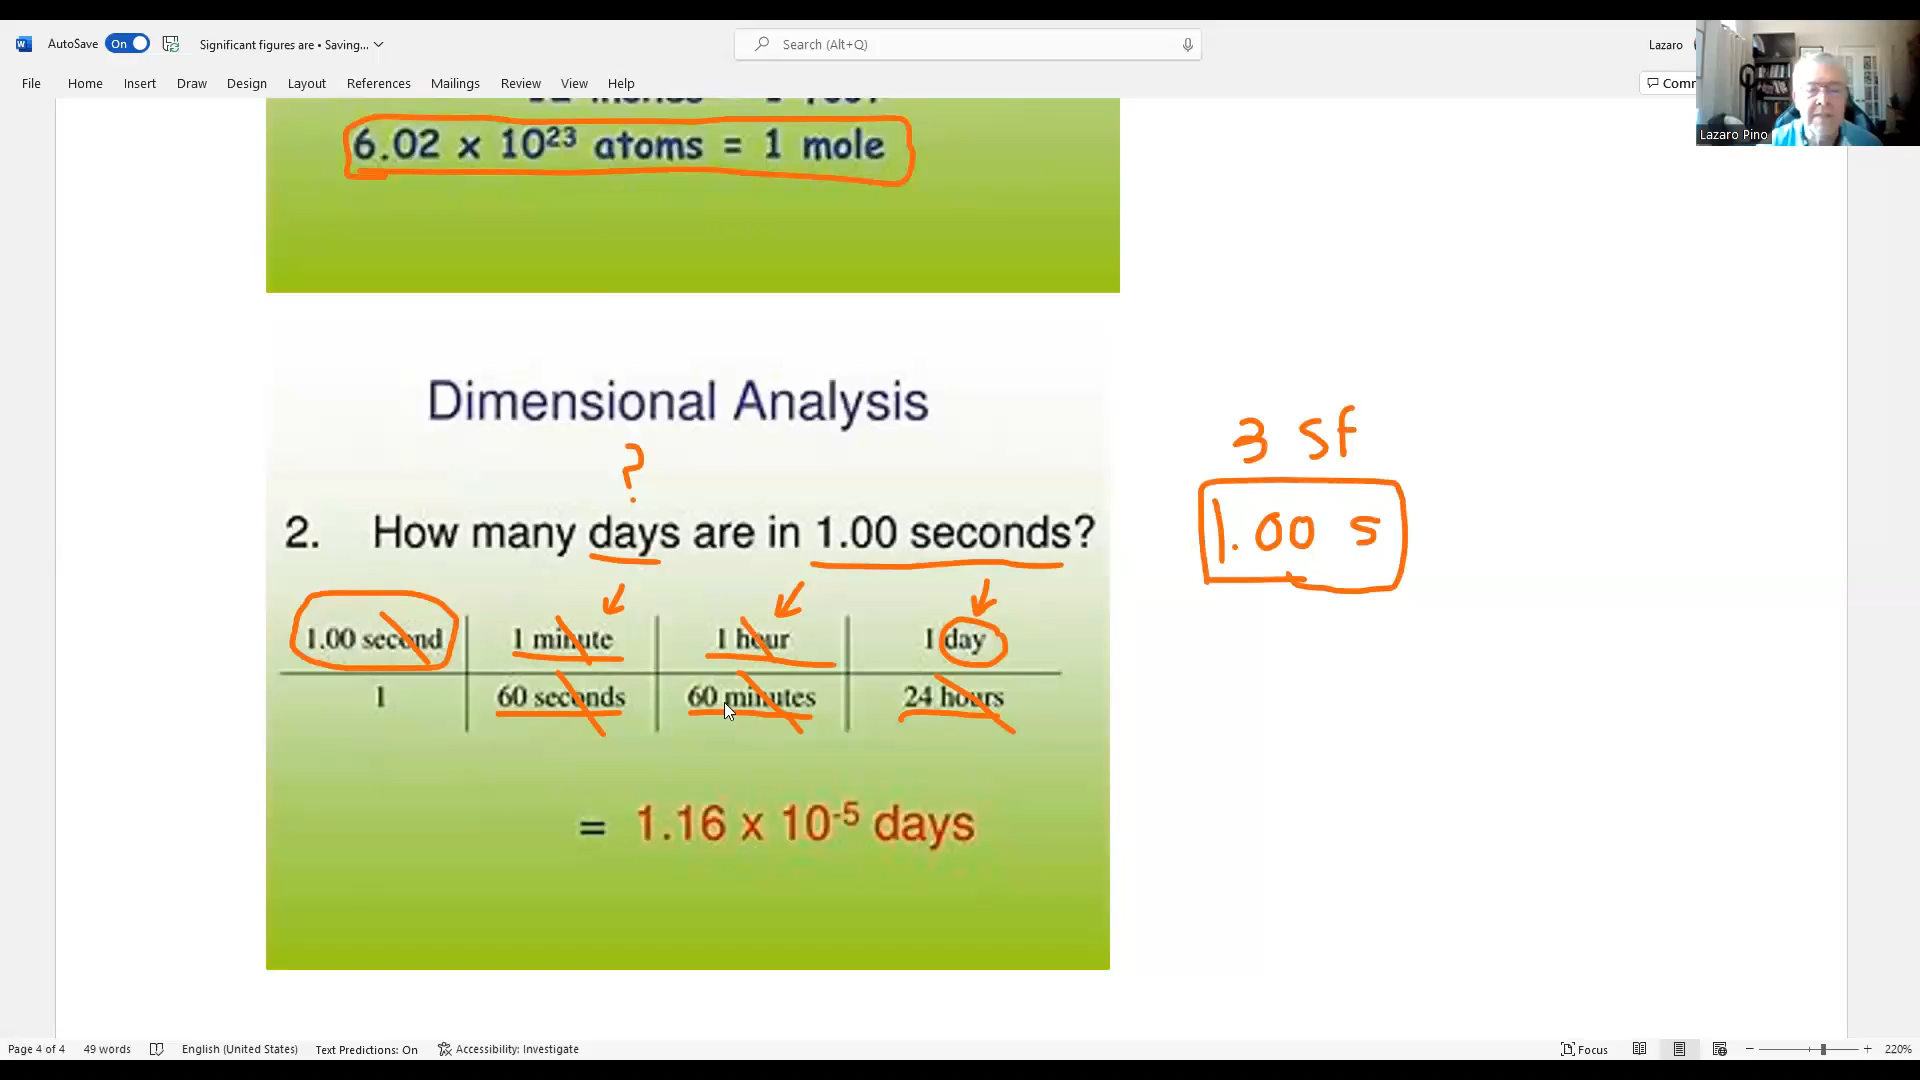 AutoSave On Significant figures are • Saving... Search (Alt+Q) Lazaro
File Home Insert Draw Design Layout References Mailings Review View Help Comm
Lazaro Pino
6.02 x 10²³ atoms = 1 mole
Dimensional Analysis
?
3 SF
2. How many days are in 1.00 seconds?
1.00 s
1.00 second 1 minute 1 hour 1 day
1 60 seconds 60 minutes 24 hours
= 1.16 x 10⁻⁵ days
Page 4 of 4 49 words English (United States) Text Predictions: On Accessibility: Investigate Focus 220%